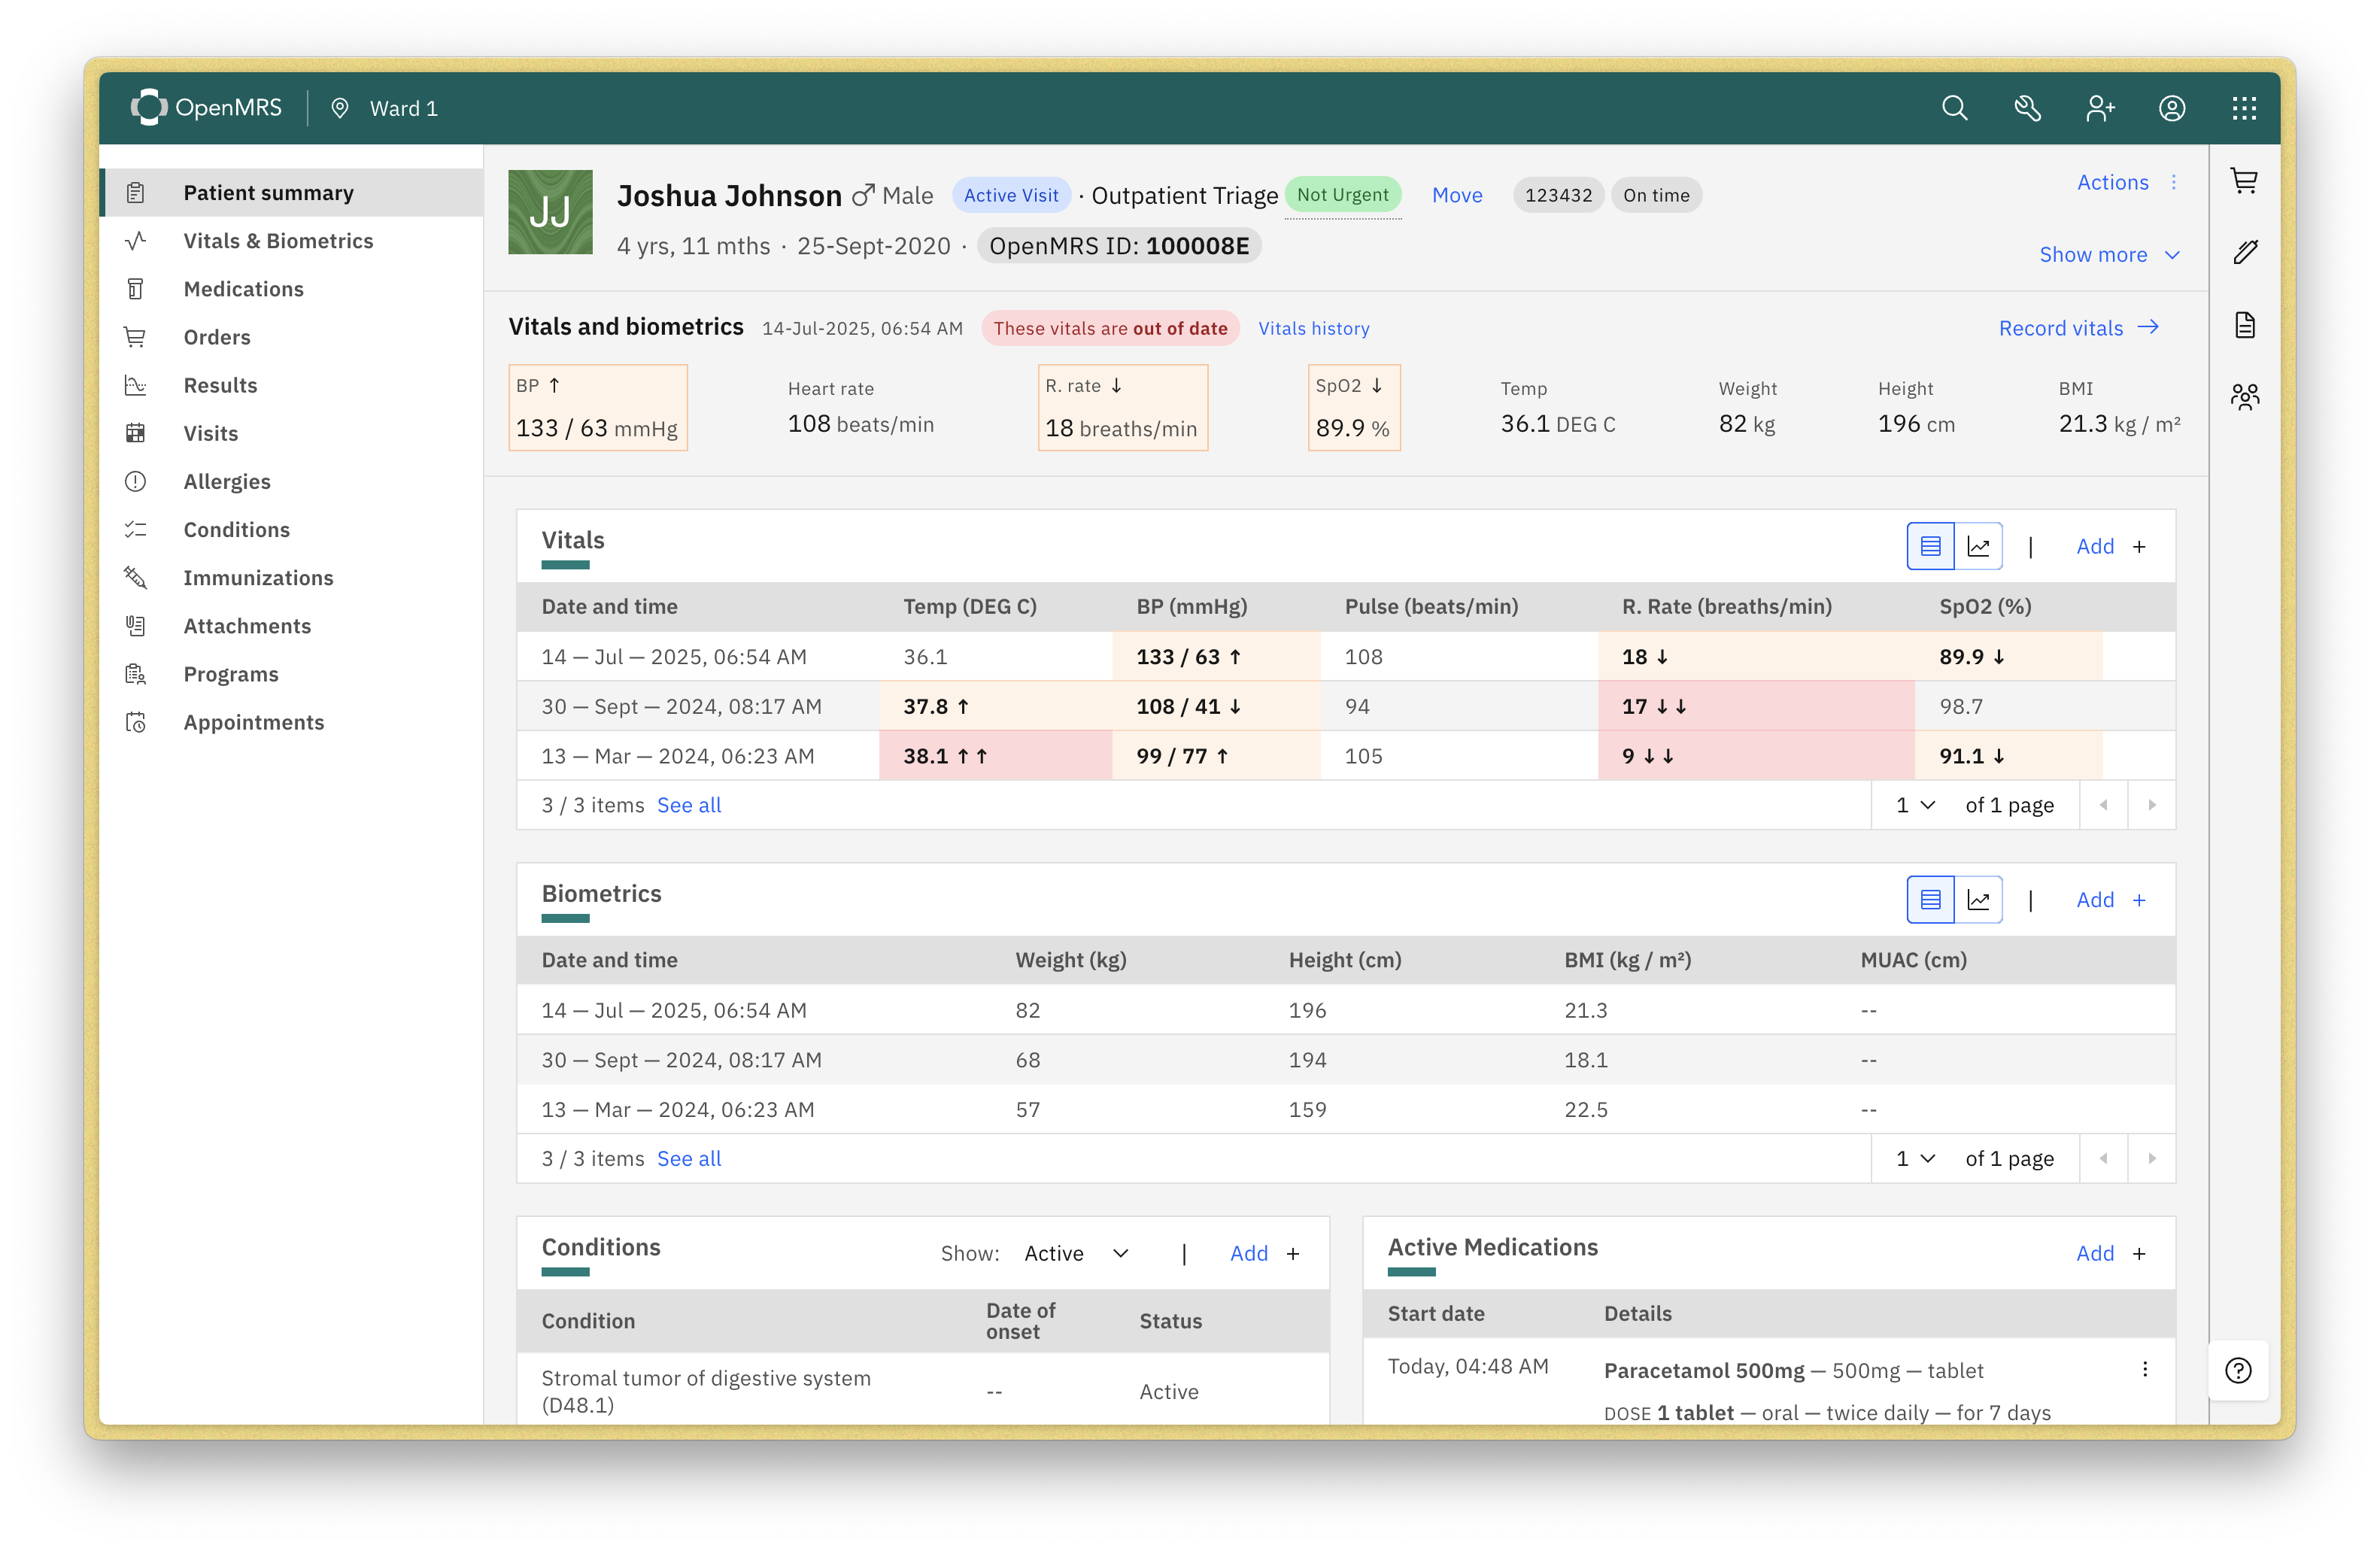 OpenMRS Ward 1
Patient summary
Vitals & Biometrics
Medications
Orders
Results
Visits
Allergies
Conditions
Immunizations
Attachments
Programs
Appointments
JJ
Joshua Johnson Male Active Visit · Outpatient Triage Not Urgent Move 123432 On time Actions
4 yrs, 11 mths · 25-Sept-2020 · OpenMRS ID: 100008E
Show more
Vitals and biometrics 14-Jul-2025, 06:54 AM These vitals are out of date Vitals history Record vitals →
BP ↑ Heart rate R. rate ↓ SpO2 ↓ Temp Weight Height BMI
133 / 63 mmHg 108 beats/min 18 breaths/min 89.9 % 36.1 DEG C 82 kg 196 cm 21.3 kg / m²
Vitals | Add +
Date and time Temp (DEG C) BP (mmHg) Pulse (beats/min) R. Rate (breaths/min) SpO2 (%)
14 — Jul — 2025, 06:54 AM 36.1 133 / 63 ↑ 108 18 ↓ 89.9 ↓
30 — Sept — 2024, 08:17 AM 37.8 ↑ 108 / 41 ↓ 94 17 ↓↓ 98.7
13 — Mar — 2024, 06:23 AM 38.1 ↑↑ 99 / 77 ↑ 105 9 ↓↓ 91.1 ↓
3 / 3 items See all 1 of 1 page
Biometrics | Add +
Date and time Weight (kg) Height (cm) BMI (kg / m²) MUAC (cm)
14 — Jul — 2025, 06:54 AM 82 196 21.3 --
30 — Sept — 2024, 08:17 AM 68 194 18.1 --
13 — Mar — 2024, 06:23 AM 57 159 22.5 --
3 / 3 items See all 1 of 1 page
Conditions Show: Active | Add +
Condition Date of onset Status
Stromal tumor of digestive system
(D48.1) -- Active
Active Medications Add +
Start date Details
Today, 04:48 AM Paracetamol 500mg — 500mg — tablet
DOSE 1 tablet — oral — twice daily — for 7 days